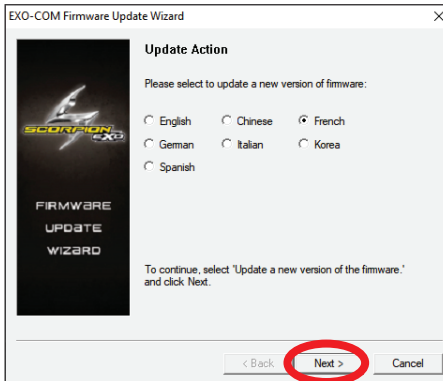 EXO-COM Firmware Update Wizard
Update Action
Please select to update a new version of firmware:
English Chinese French
German Italian Korea
Spanish
SCORPION
EXO
FIRMWARE
UPDATE
WIZARD
To continue, select 'Update a new version of the firmware.'
and click Next.
< Back Next > Cancel